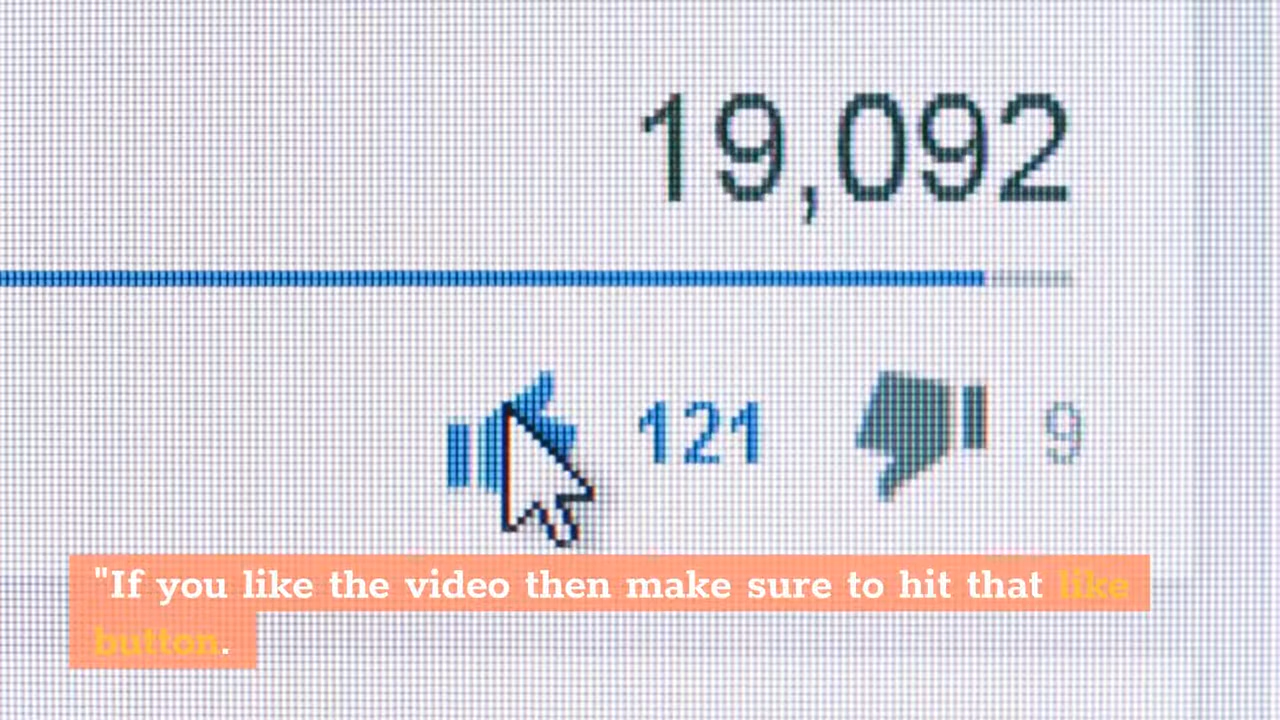 19,092
121 9
"If you like the video then make sure to hit that like
button.